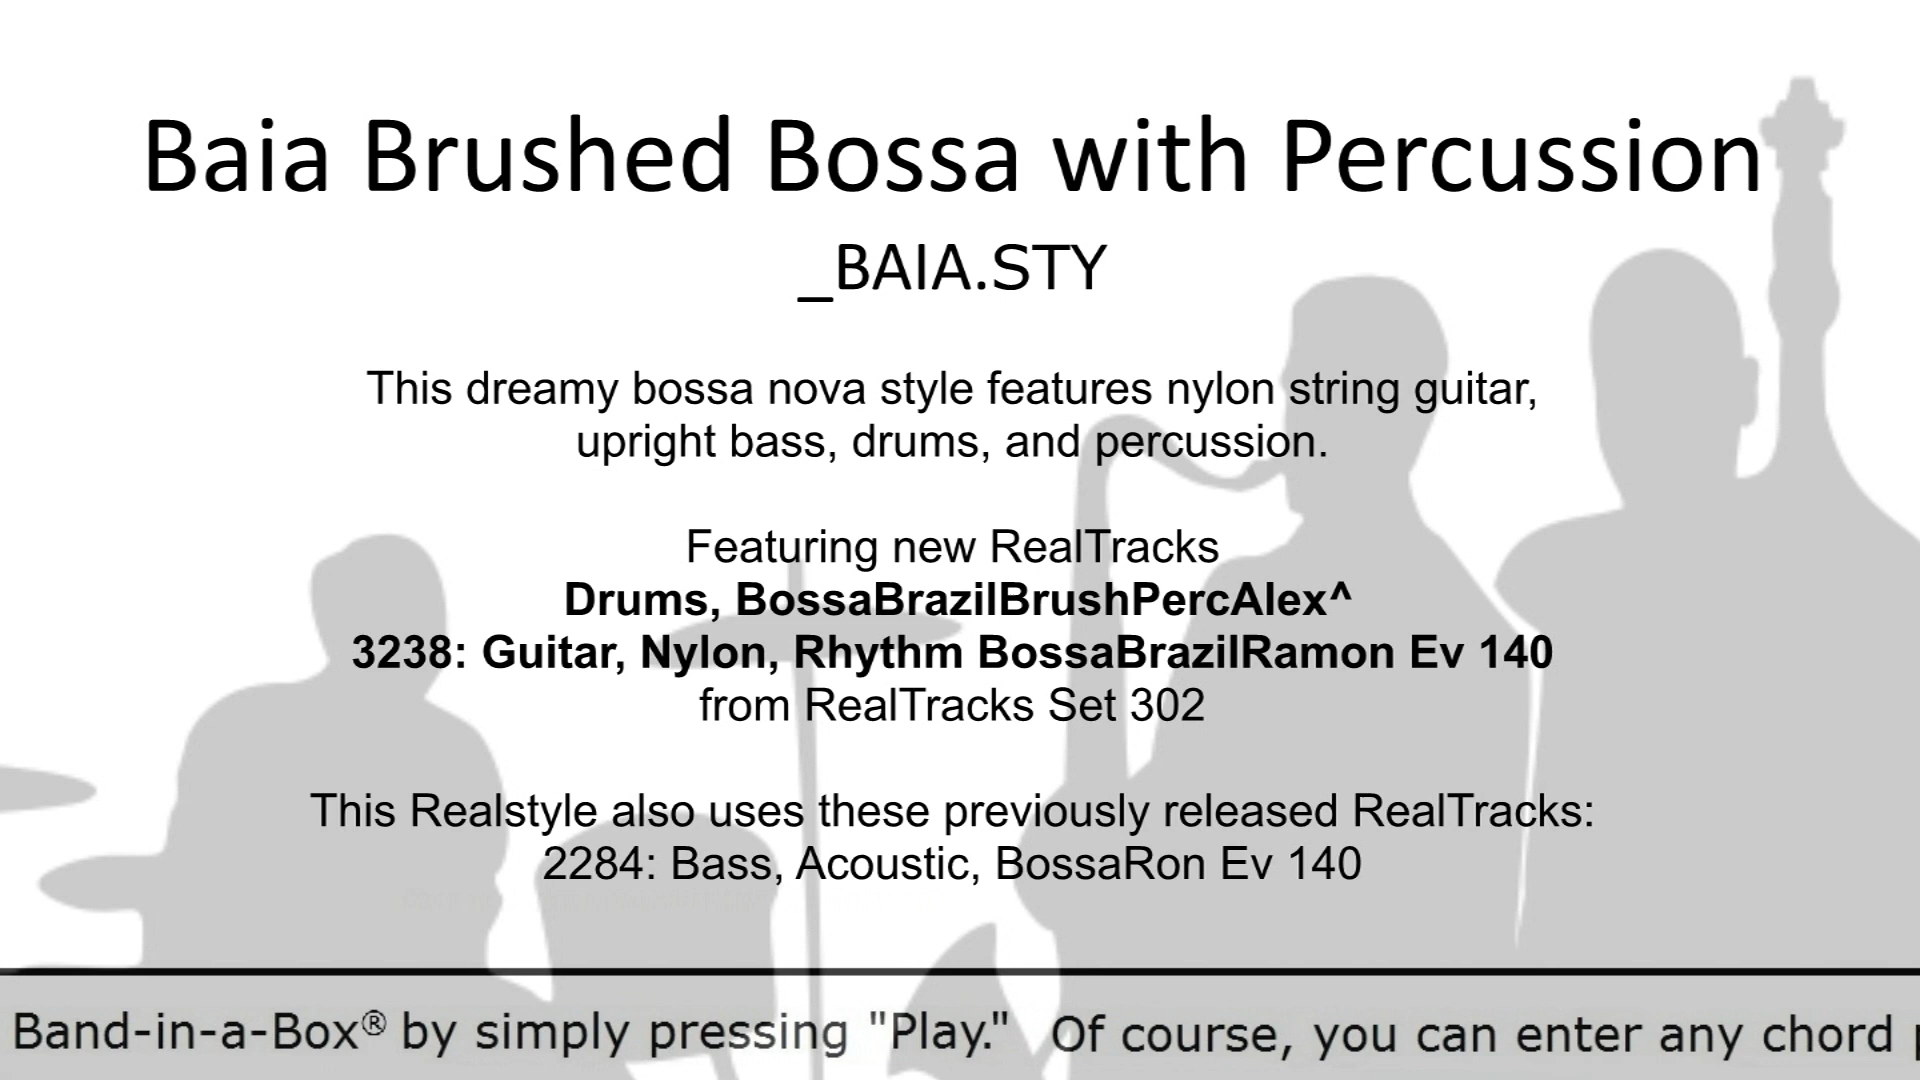 Baia Brushed Bossa with Percussion
_BAIA.STY
This dreamy bossa nova style features nylon string guitar,
upright bass, drums, and percussion.
Featuring new RealTracks
Drums, BossaBrazilBrushPercAlex^
3238: Guitar, Nylon, Rhythm BossaBrazilRamon Ev 140
from RealTracks Set 302
This Realstyle also uses these previously released RealTracks:
2284: Bass, Acoustic, BossaRon Ev 140
Band-in-a-Box® by simply pressing "Play."  Of course, you can enter any chord